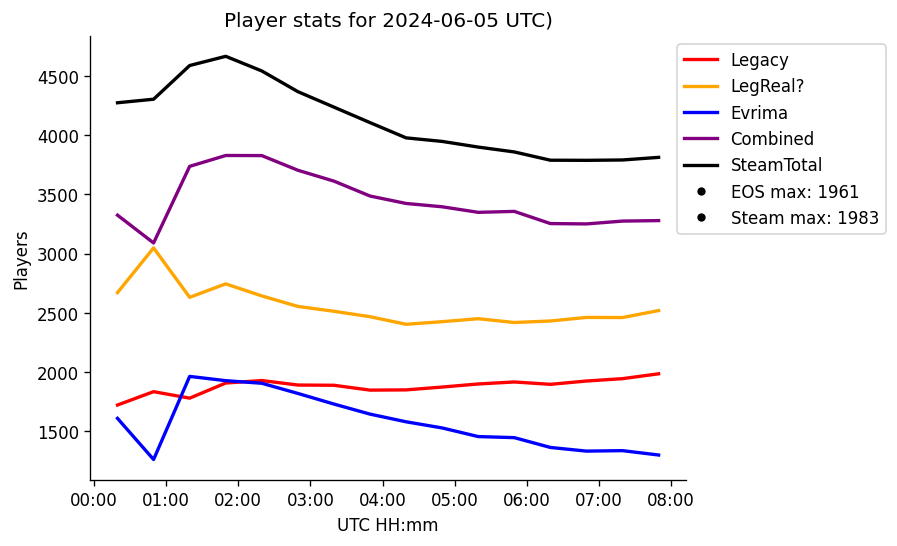 Player stats for 2024-06-05 UTC)
Legacy
LegReal?
Evrima
Combined
SteamTotal
EOS max: 1961
Steam max: 1983
Players
4500
4000
3500
3000
2500
2000
1500
00:00 01:00 02:00 03:00 04:00 05:00 06:00 07:00 08:00
UTC HH:mm